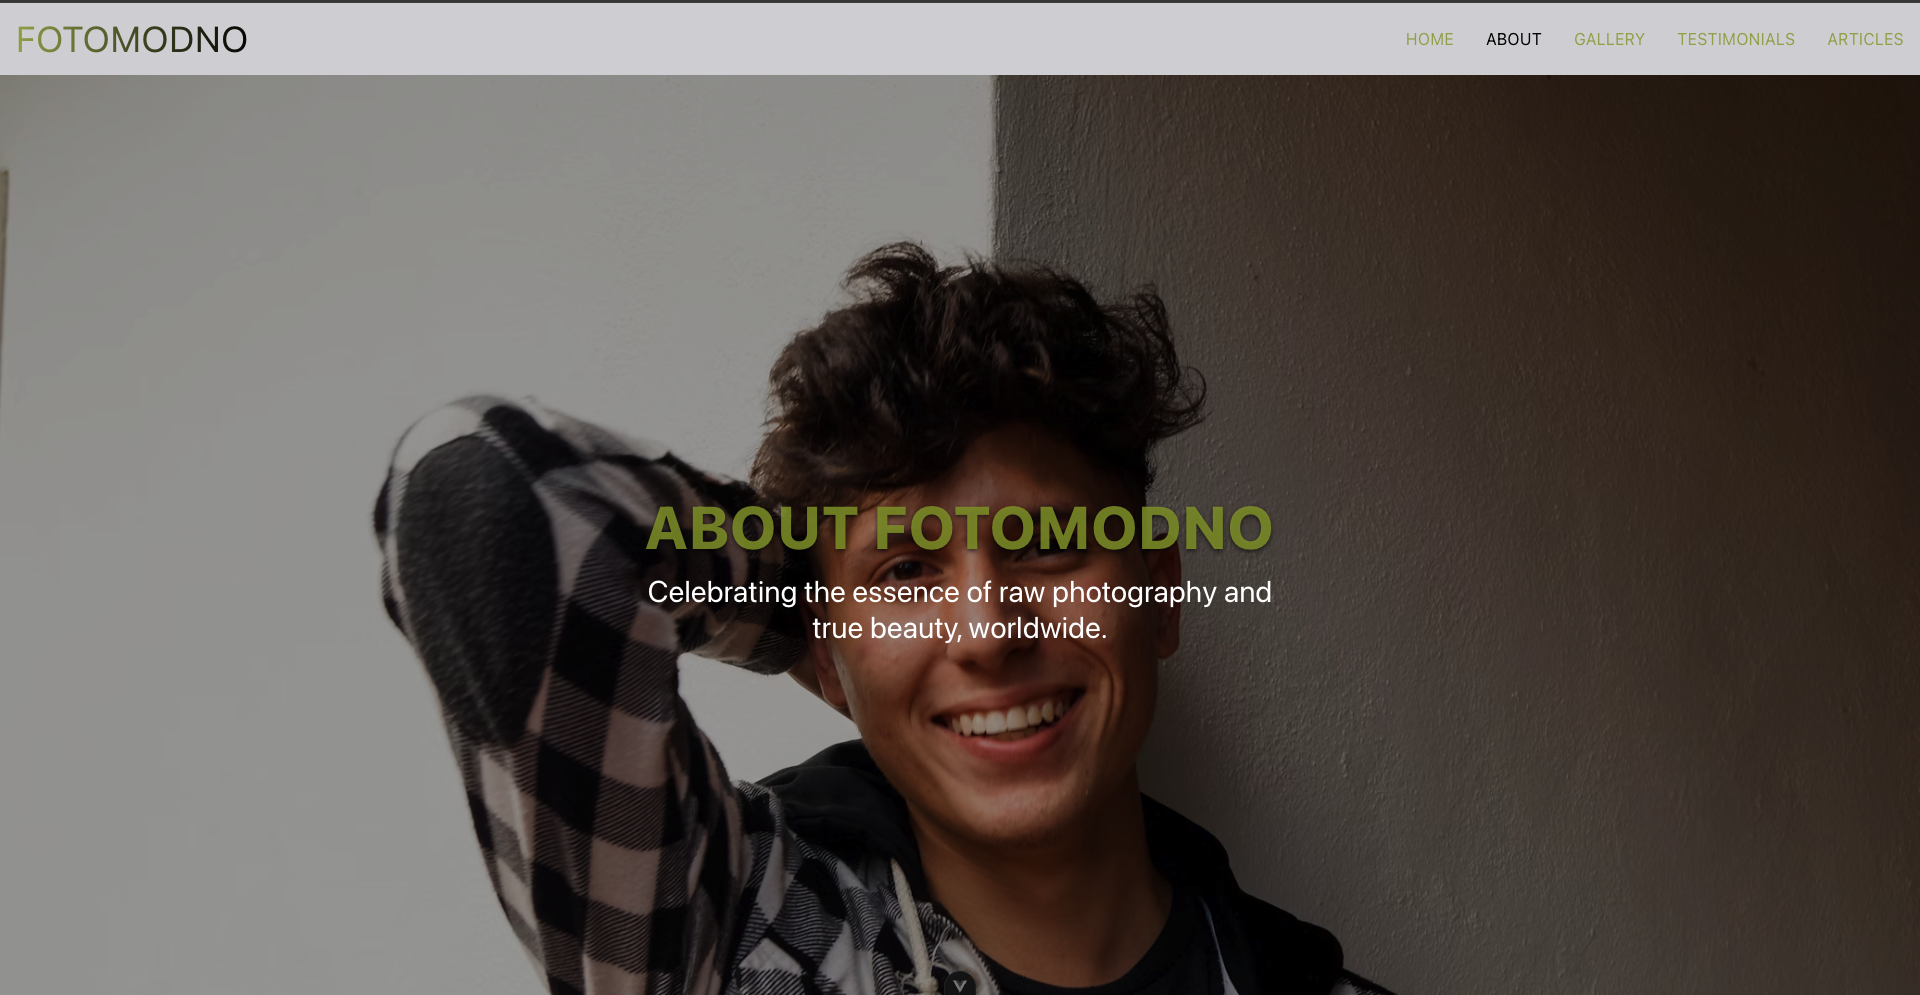 FOTOMODNO
HOME ABOUT GALLERY TESTIMONIALS ARTICLES
ABOUT FOTOMODNO
Celebrating the essence of raw photography and
true beauty, worldwide.